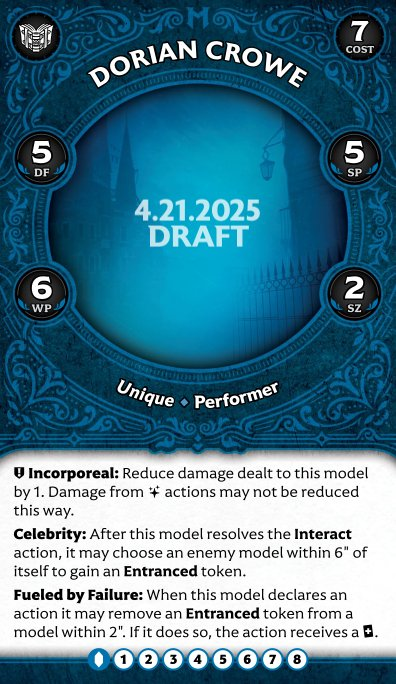 7
COST
DORIAN CROWE
5
DF
5
SP
4.21.2025
DRAFT
6
WP
2
SZ
Unique ◆ Performer
Incorporeal: Reduce damage dealt to this model
by 1. Damage from actions may not be reduced
this way.
Celebrity: After this model resolves the Interact
action, it may choose an enemy model within 6" of
itself to gain an Entranced token.
Fueled by Failure: When this model declares an
action it may remove an Entranced token from a
model within 2". If it does so, the action receives a .
1 2 3 4 5 6 7 8